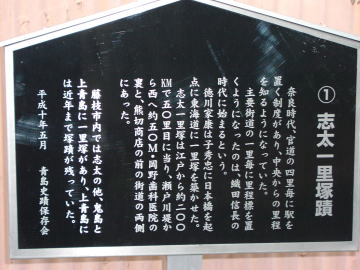 ① 志太一里塚蹟
奈良時代、官道の四里毎に駅を
置く制度があり、中央からの里程
を知るようになっていた。
主要街道の一里毎に里程標を置
くようになったのは、織田信長の
時代に始まるという。
徳川家康は子秀忠に日本橋を起
点に東海道に一里塚を築かせた。
志太一里塚は江戸から約二〇〇
KMで五〇里目に当り、瀬戸川堤か
ら西へ約五〇M・岡野歯科医院の
裏と、熊切商店の前の街道の両側
にあった。
藤枝市内では志太の他、鬼島と
上青島に一里塚があり、上青島に
は近年まで塚蹟が残っていた。
平成十年五月 青島史蹟保存会